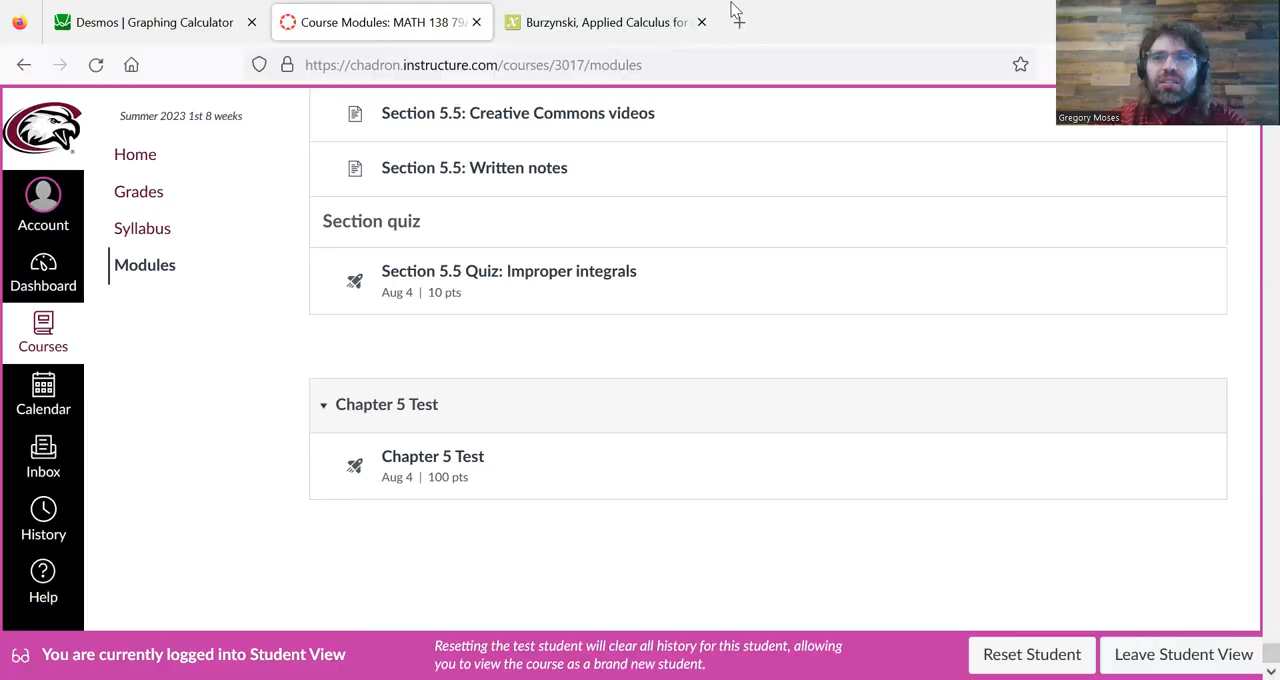 Desmos | Graphing Calculator
Course Modules: MATH 138 79
Burzynski, Applied Calculus for
https://chadron.instructure.com/courses/3017/modules
Gregory Moses
Summer 2023 1st 8 weeks
Home
Grades
Syllabus
Modules
Account
Dashboard
Courses
Calendar
Inbox
History
Help
Section 5.5: Creative Commons videos
Section 5.5: Written notes
Section quiz
Section 5.5 Quiz: Improper integrals
Aug 4 | 10 pts
Chapter 5 Test
Chapter 5 Test
Aug 4 | 100 pts
You are currently logged into Student View
Resetting the test student will clear all history for this student, allowing
you to view the course as a brand new student.
Reset Student
Leave Student View